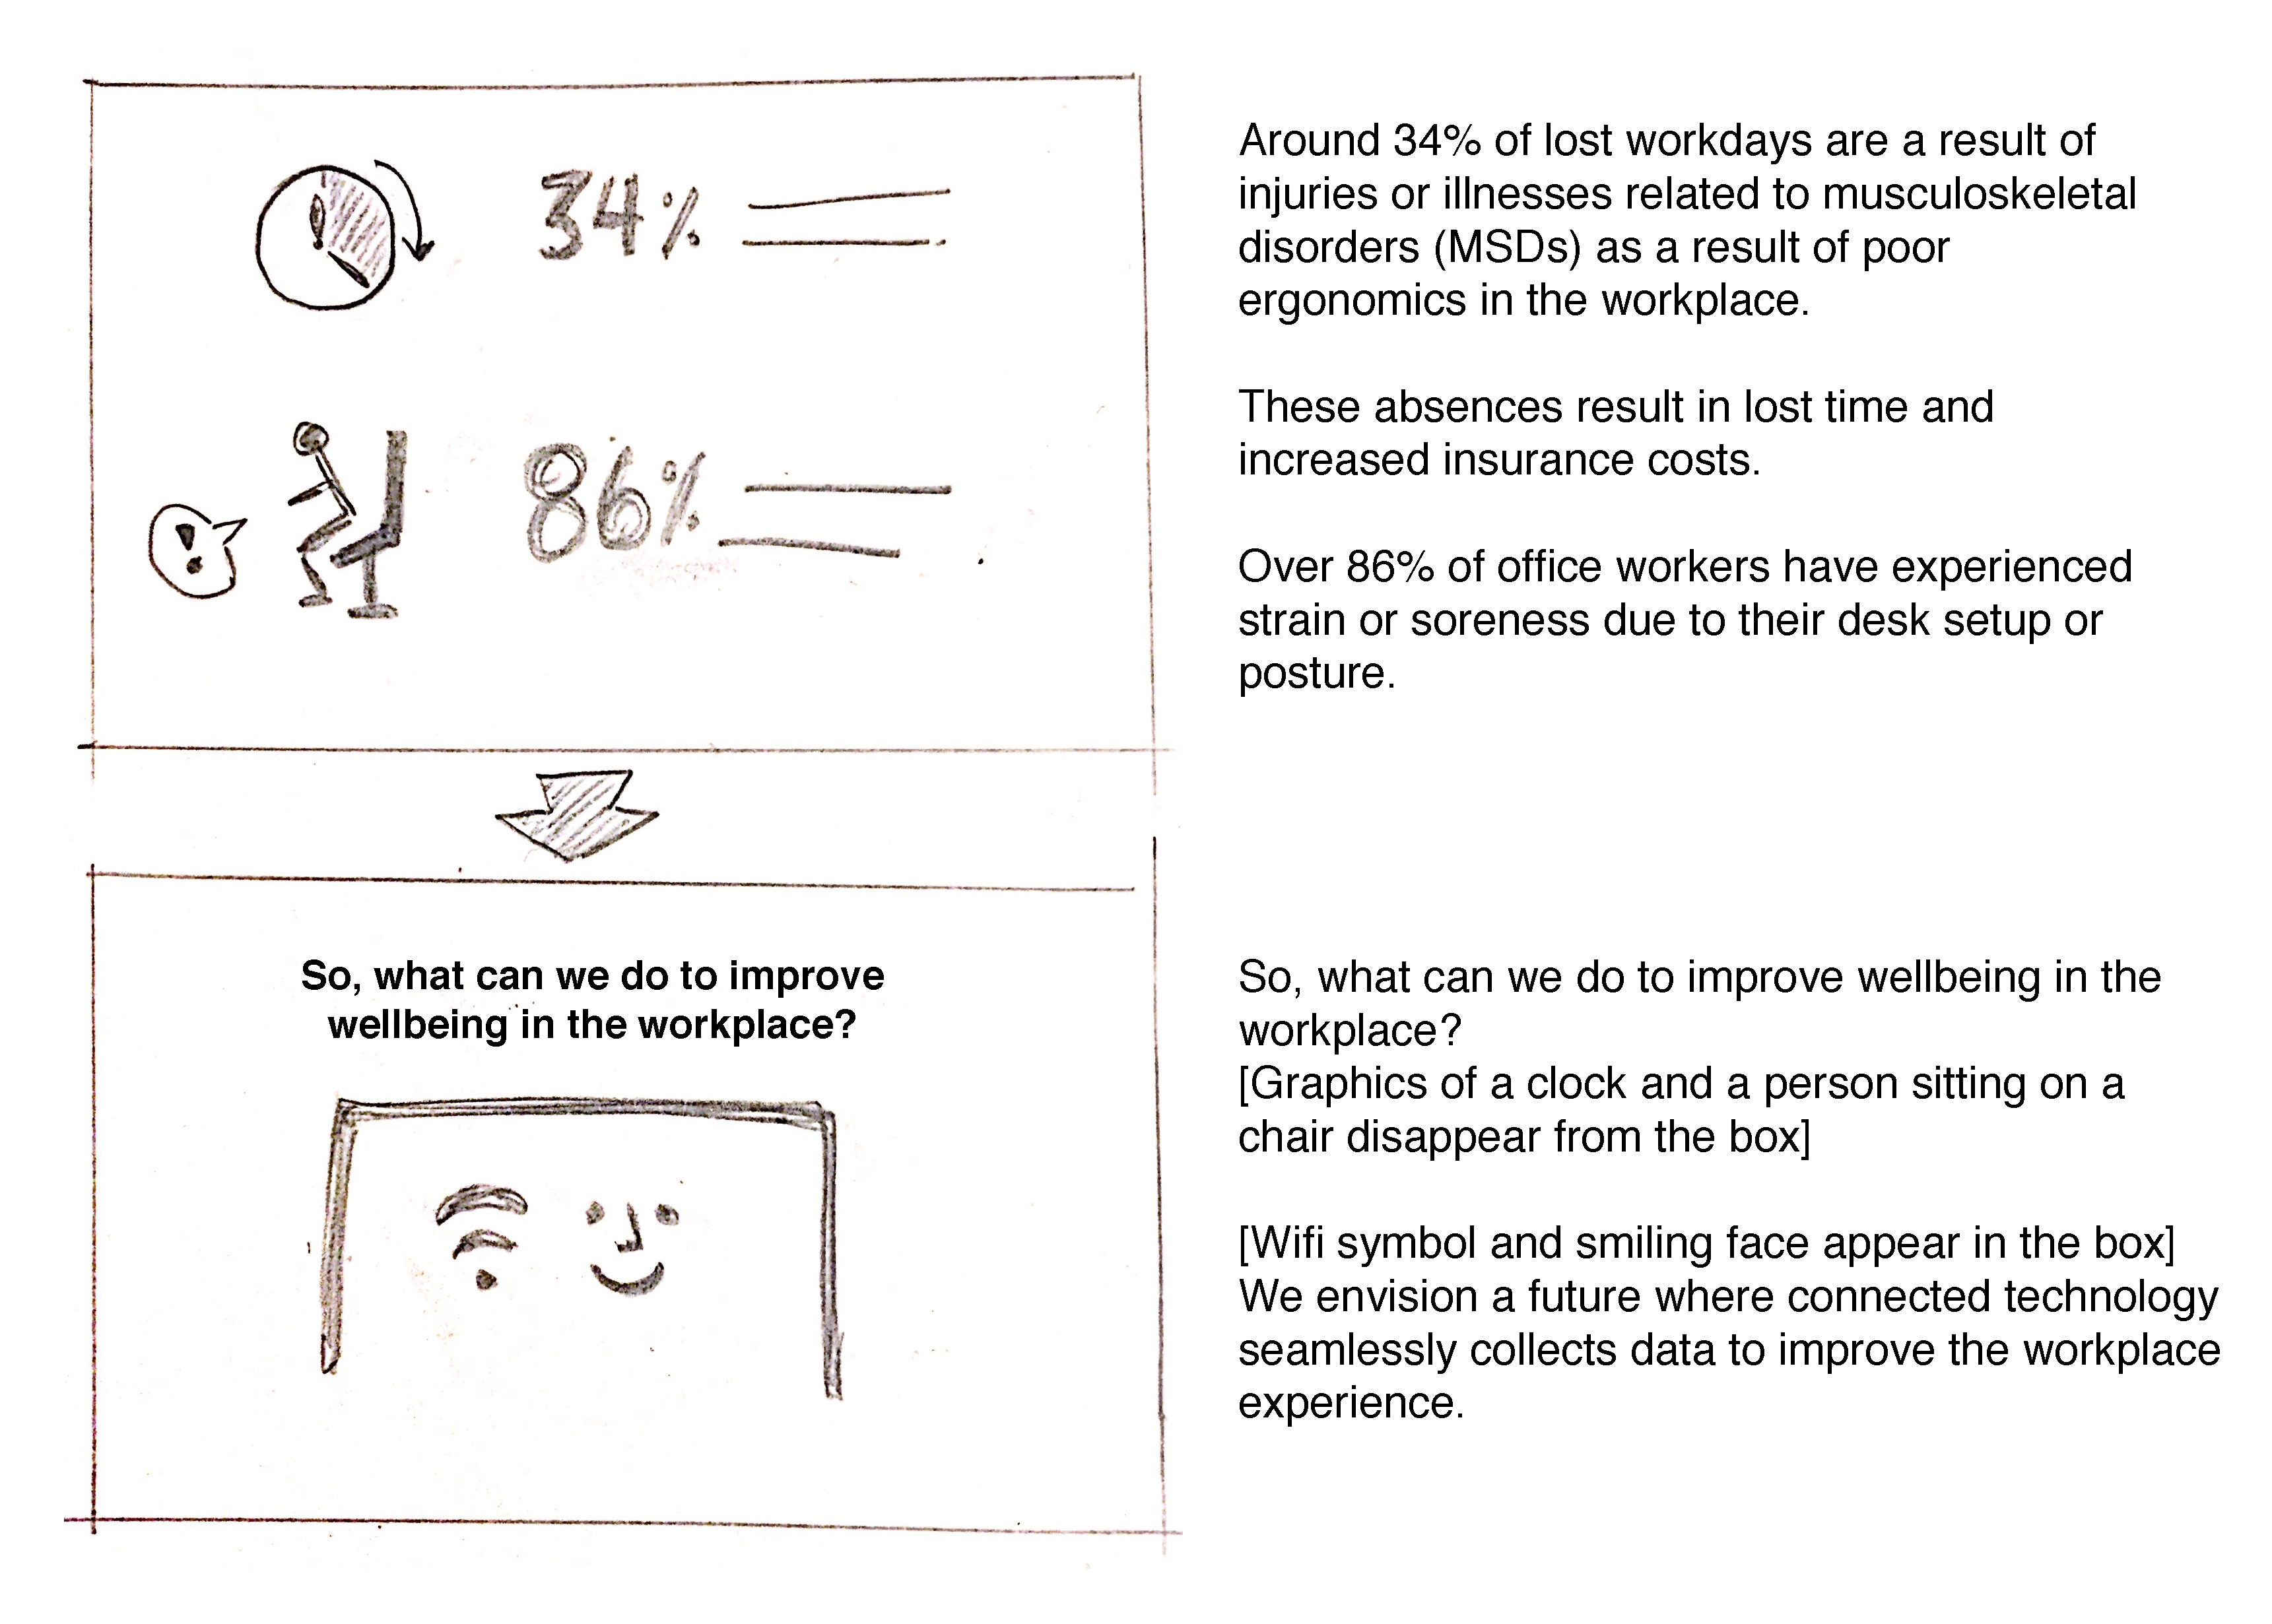 34%
86%
Around 34% of lost workdays are a result of
injuries or illnesses related to musculoskeletal
disorders (MSDs) as a result of poor
ergonomics in the workplace.
These absences result in lost time and
increased insurance costs.
Over 86% of office workers have experienced
strain or soreness due to their desk setup or
posture.
So, what can we do to improve
wellbeing in the workplace?
So, what can we do to improve wellbeing in the
workplace?
[Graphics of a clock and a person sitting on a
chair disappear from the box]
[Wifi symbol and smiling face appear in the box]
We envision a future where connected technology
seamlessly collects data to improve the workplace
experience.